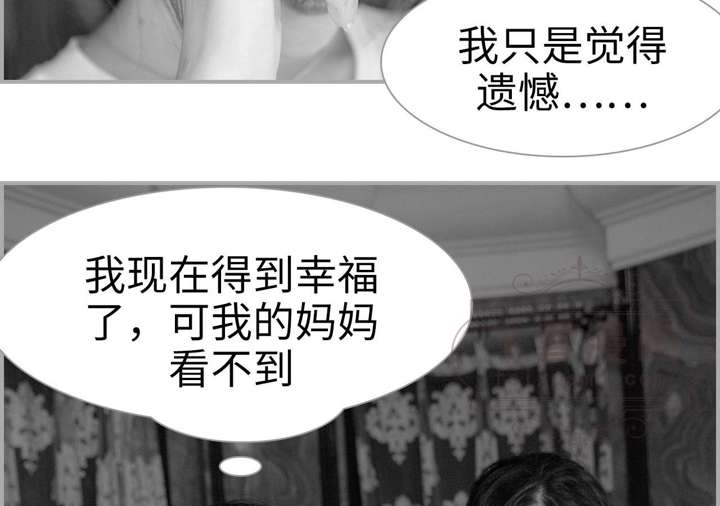 我只是觉得
遗憾……
我现在得到幸福
了，可我的妈妈
看不到